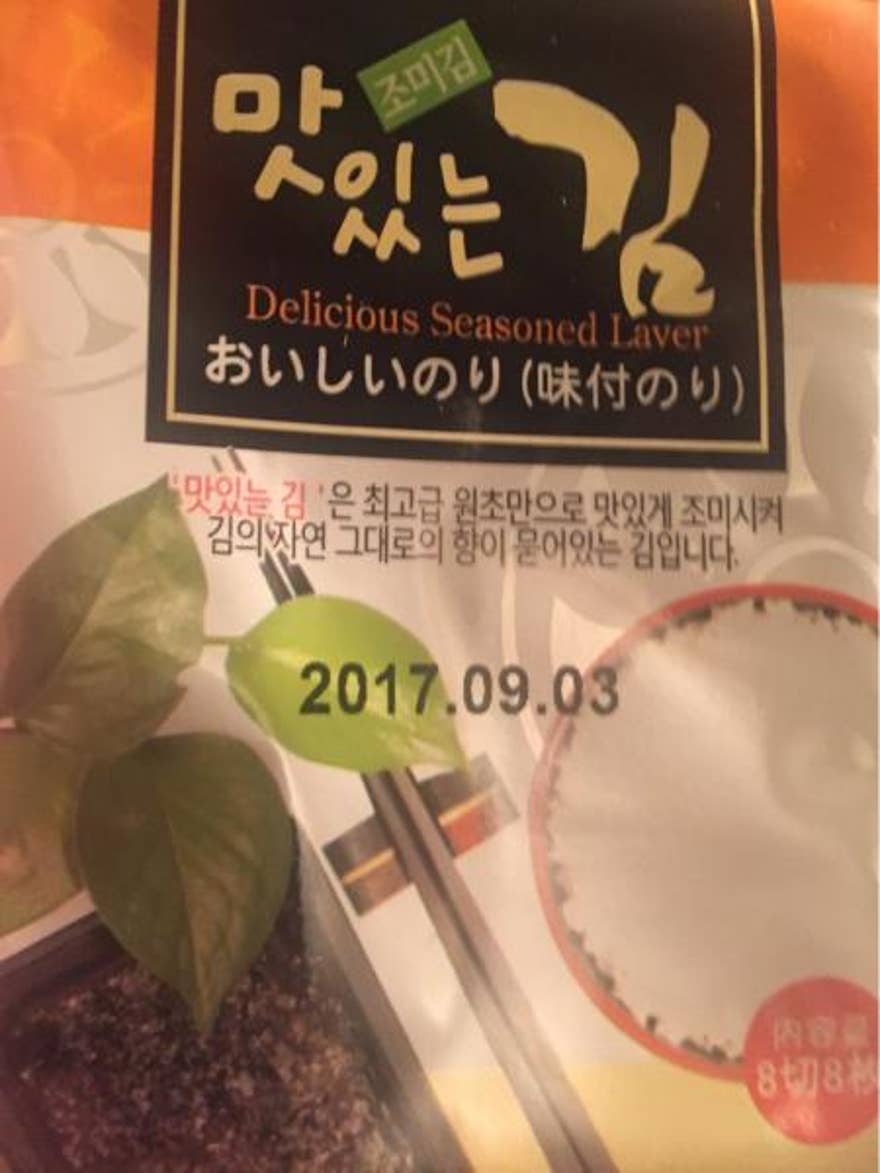 조미김
맛있는 김
Delicious Seasoned Laver
おいしいのり(味付のり)
'맛있는 김'은 최고급 원초만으로 맛있게 조미시켜
김의 자연 그대로의 향이 묻어있는 김입니다.
2017.09.03
内容量
8切8枚